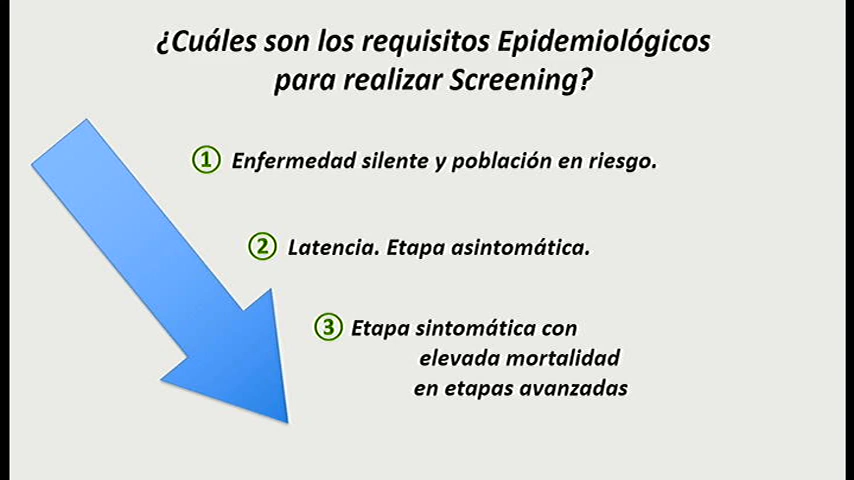 ¿Cuáles son los requisitos Epidemiológicos
para realizar Screening?
1 Enfermedad silente y población en riesgo.
2 Latencia. Etapa asintomática.
3 Etapa sintomática con
elevada mortalidad
en etapas avanzadas